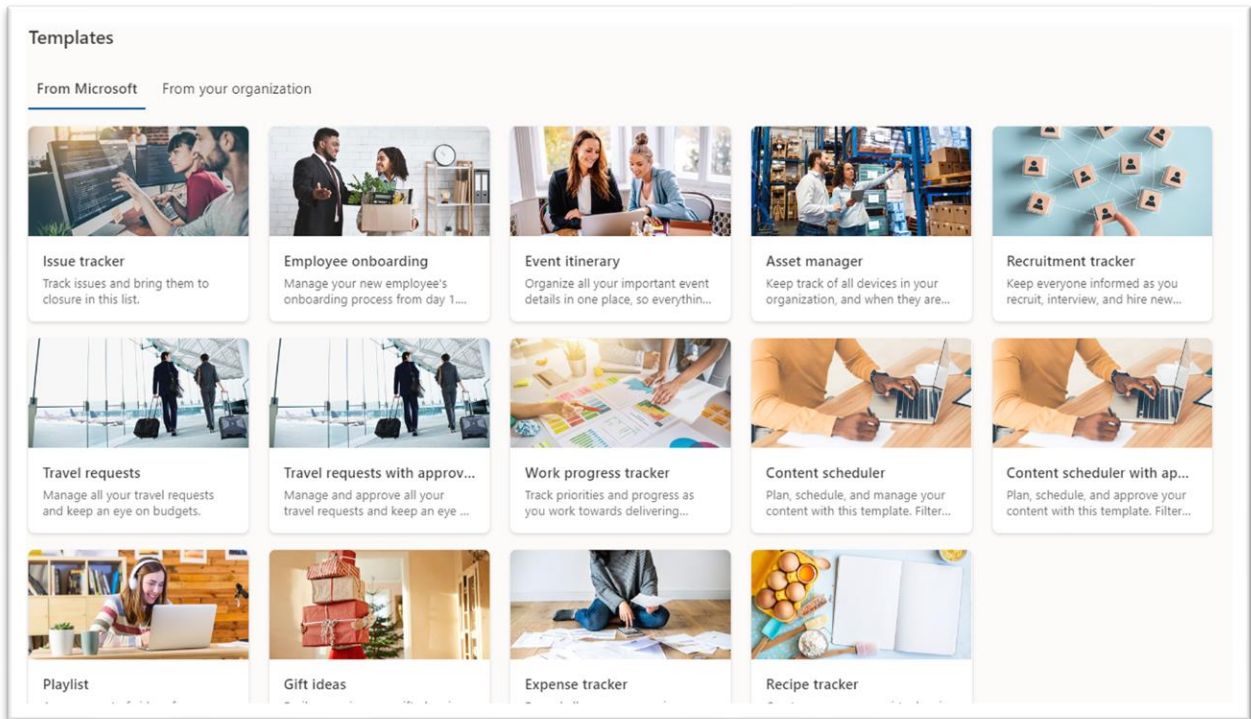 Templates
From Microsoft
From your organization
Issue tracker
Track issues and bring them to
closure in this list.
Employee onboarding
Manage your new employee's
onboarding process from day 1....
Event itinerary
Organize all your important event
details in one place, so everythin...
Asset manager
Keep track of all devices in your
organization, and when they are...
Recruitment tracker
Keep everyone informed as you
recruit, interview, and hire new...
Travel requests
Manage all your travel requests
and keep an eye on budgets.
Travel requests with approv...
Manage and approve all your
travel requests and keep an eye ...
Work progress tracker
Track priorities and progress as
you work towards delivering...
Content scheduler
Plan, schedule, and manage your
content with this template. Filter...
Content scheduler with ap...
Plan, schedule, and approve your
content with this template. Filter...
Playlist
Gift ideas
Expense tracker
Recipe tracker